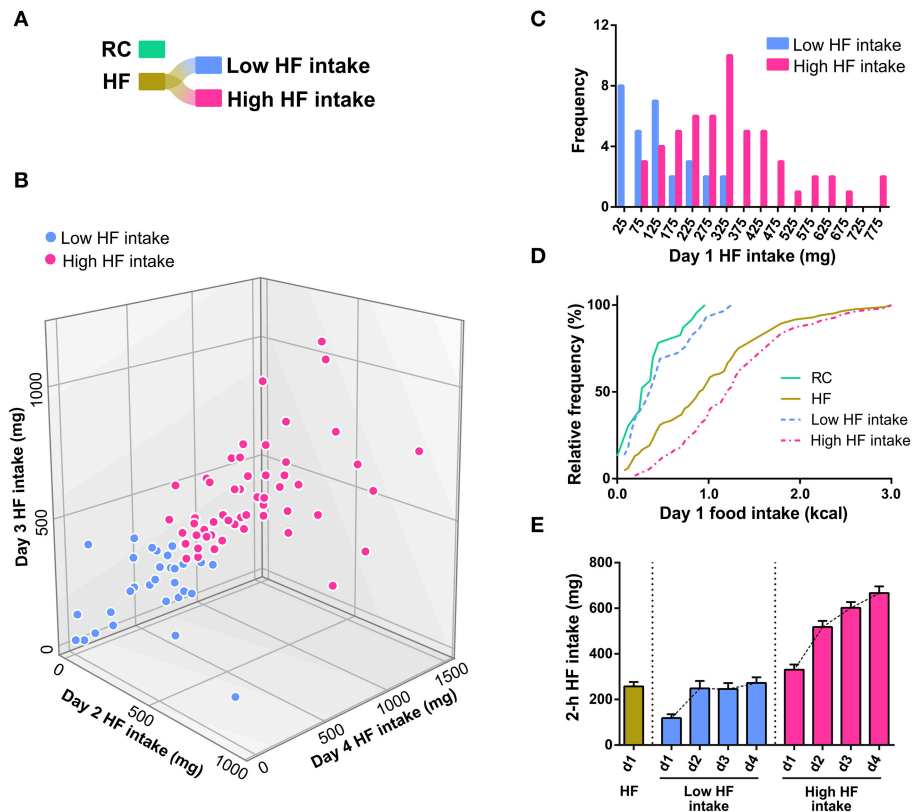 A
RC
HF
Low HF intake
High HF intake
B
Low HF intake
High HF intake
Day 3 HF intake (mg)
1000
500
0
0
500
1000
Day 2 HF intake (mg)
0
500
1000
1500
Day 4 HF intake (mg)
C
Frequency
12
8
4
0
Low HF intake
High HF intake
25 75 125 175 225 275 325 375 425 475 525 575 625 675 725 775
Day 1 HF intake (mg)
D
Relative frequency (%)
100
50
0
RC
HF
Low HF intake
High HF intake
0.0 1.0 2.0 3.0
Day 1 food intake (kcal)
E
2-h HF intake (mg)
800
600
400
200
0
d1 d1 d2 d3 d4 d1 d2 d3 d4
HF Low HF High HF
intake intake